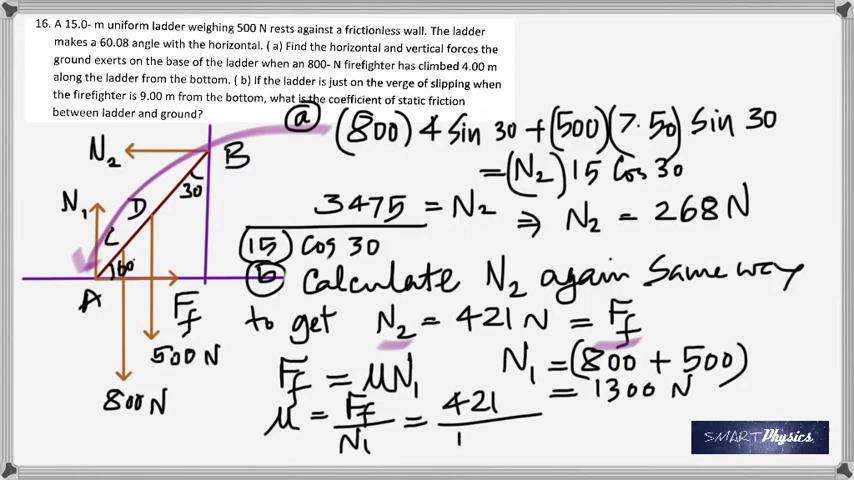 16. A 15.0- m uniform ladder weighing 500 N rests against a frictionless wall. The ladder
makes a 60.08 angle with the horizontal. ( a) Find the horizontal and vertical forces the
ground exerts on the base of the ladder when an 800- N firefighter has climbed 4.00 m
along the ladder from the bottom. ( b) If the ladder is just on the verge of slipping when
the firefighter is 9.00 m from the bottom, what is the coefficient of static friction
between ladder and ground?
(a) (800) 4 Sin 30 + (500)(7.50) Sin 30
= (N2) 15 Cos 30
3475 = N2 ⇒ N2 = 268 N
(15) Cos 30
N2
B
30
N1
D
C
60
A
Ff
500 N
800 N
(b) Calculate N2 again Same way
to get N2 = 421 N = Ff
Ff = μN1
N1 = (800 + 500)
= 1300 N
μ = Ff = 421
N1 1
SMART Physics